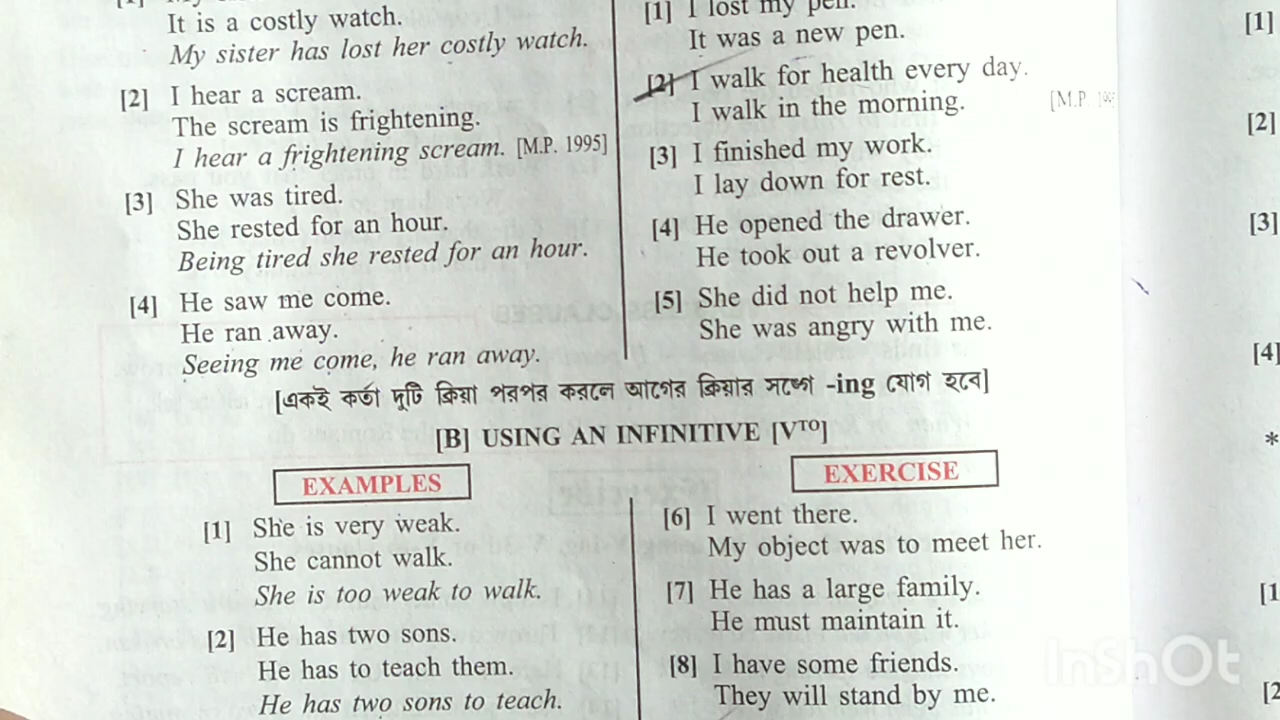 It is a costly watch.
My sister has lost her costly watch.
[2] I hear a scream.
The scream is frightening.
I hear a frightening scream. [M.P. 1995]
[3] She was tired.
She rested for an hour.
Being tired she rested for an hour.
[4] He saw me come.
He ran away.
Seeing me come, he ran away.
[1] I lost my pen.
It was a new pen.
[2] I walk for health every day.
I walk in the morning. [M.P.
[3] I finished my work.
I lay down for rest.
[4] He opened the drawer.
He took out a revolver.
[5] She did not help me.
She was angry with me.
[একই কর্তা দুটি ক্রিয়া পরপর করলে আগের ক্রিয়ার সঙ্গে -ing যোগ হবে]
[B] USING AN INFINITIVE [Vᵀᴼ]
EXAMPLES
[1] She is very weak.
She cannot walk.
She is too weak to walk.
[2] He has two sons.
He has to teach them.
He has two sons to teach.
EXERCISE
[6] I went there.
My object was to meet her.
[7] He has a large family.
He must maintain it.
[8] I have some friends.
They will stand by me.
[1]
[2]
[3]
[4]
*
InShOt